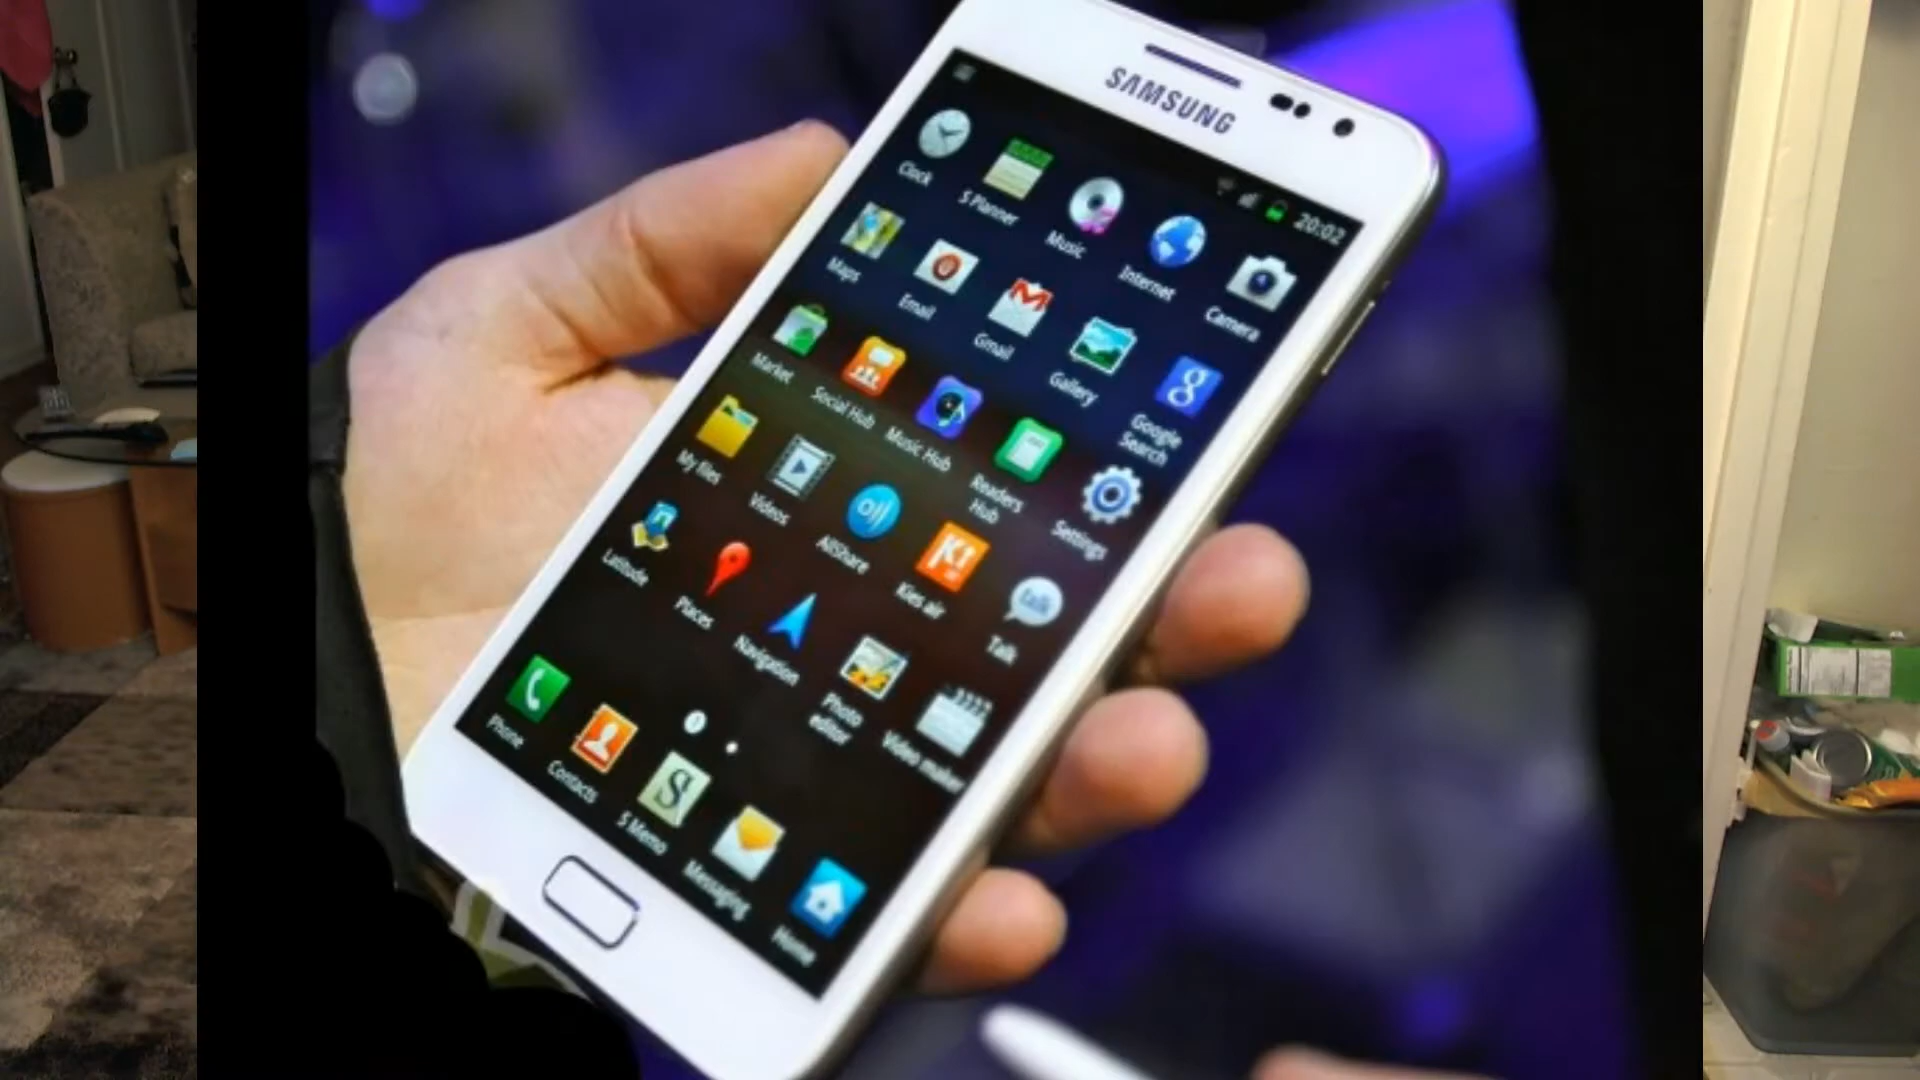 SAMSUNG
20:02
Clock
S Planner
Music
Internet
Camera
Maps
Email
Gmail
Gallery
Google
Search
Market
Social Hub
Music Hub
Readers
Hub
Settings
My files
Videos
AllShare
Kies air
Talk
Latitude
Places
Navigation
Photo
editor
Video maker
Phone
Contacts
S Memo
Messaging
Home